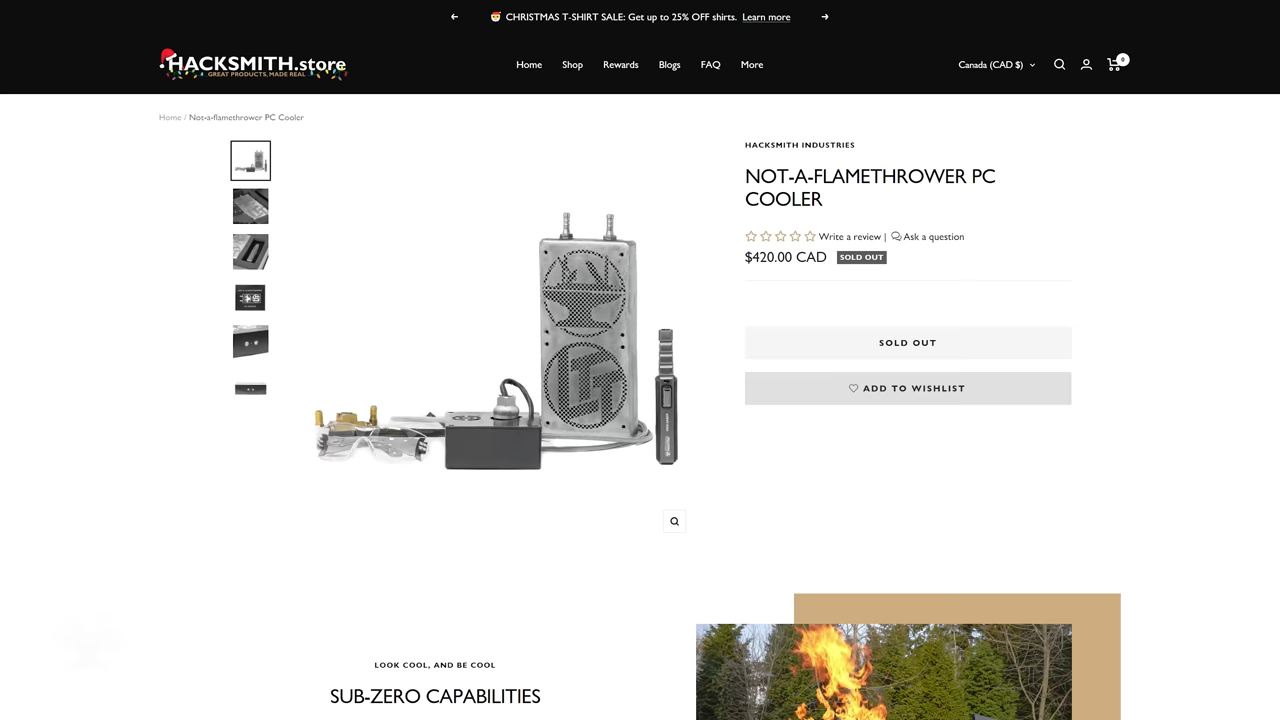 🎅 CHRISTMAS T-SHIRT SALE: Get up to 25% OFF shirts. Learn more
HACKSMITH.store
GREAT PRODUCTS, MADE REAL
Home Shop Rewards Blogs FAQ More
Canada (CAD $)
0
Home / Not-a-flamethrower PC Cooler
HACKSMITH INDUSTRIES
NOT-A-FLAMETHROWER PC
COOLER
Write a review | Ask a question
$420.00 CAD SOLD OUT
SOLD OUT
ADD TO WISHLIST
LTT
LOOK COOL, AND BE COOL
SUB-ZERO CAPABILITIES